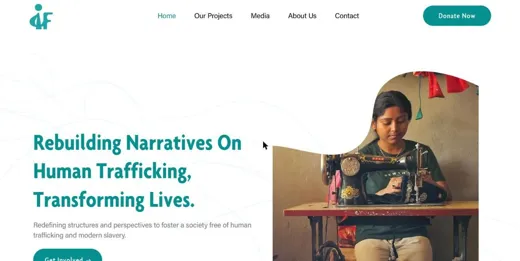 Home
Our Projects
Media
About Us
Contact
Donate Now
Rebuilding Narratives On
Human Trafficking,
Transforming Lives.
Redefining structures and perspectives to foster a society free of human
trafficking and modern slavery.
Get Involved →